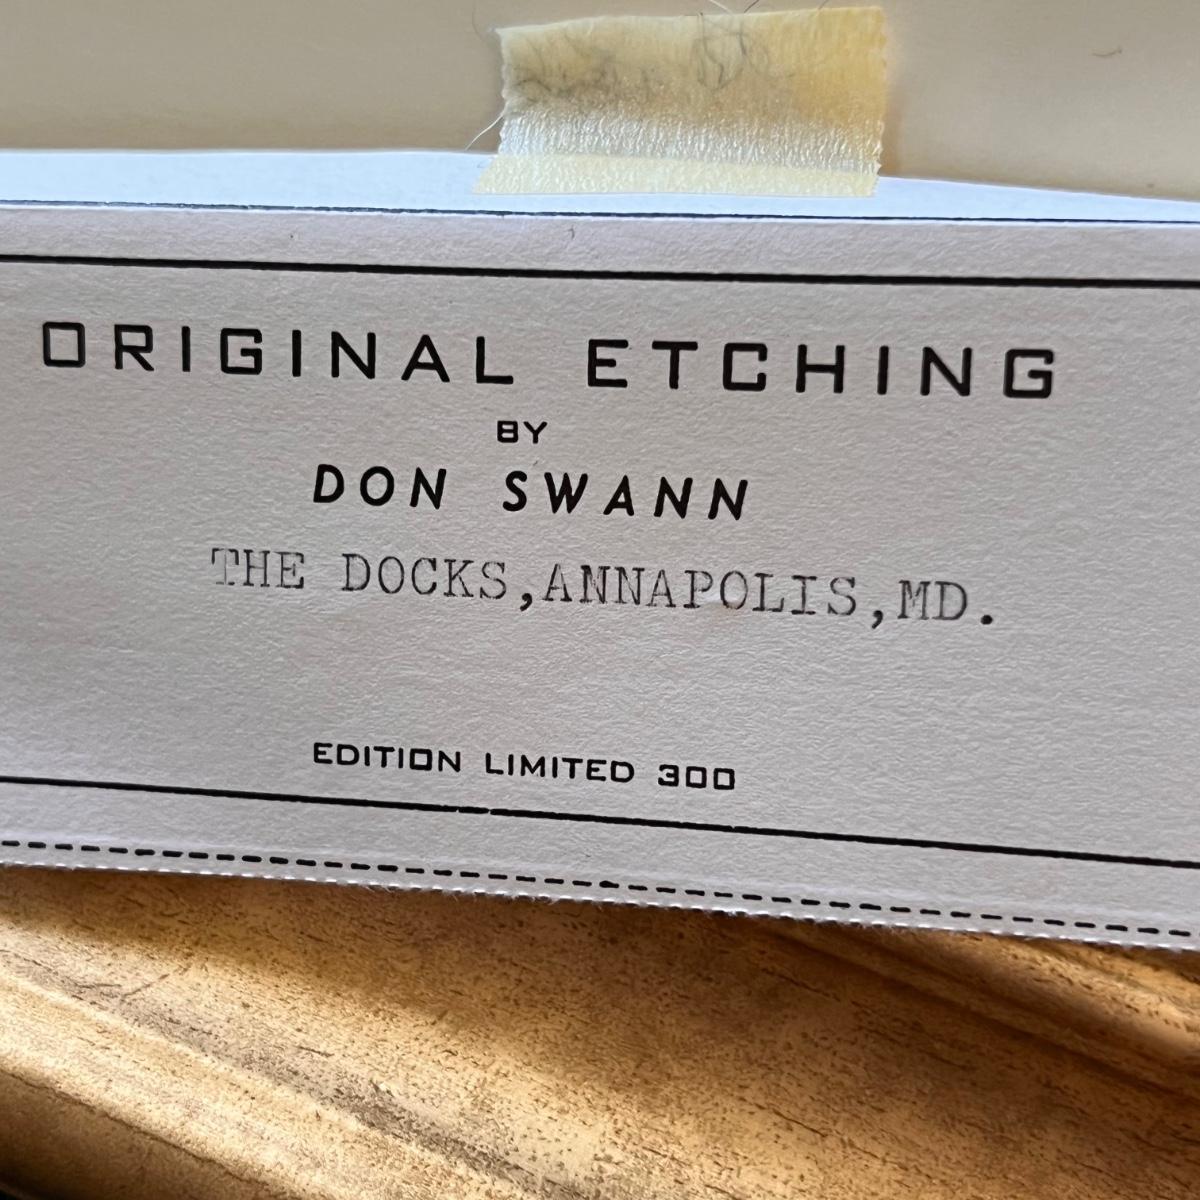 ORIGINAL ETCHING
BY
DON SWANN
THE DOCKS,ANNAPOLIS,MD.
EDITION LIMITED 300